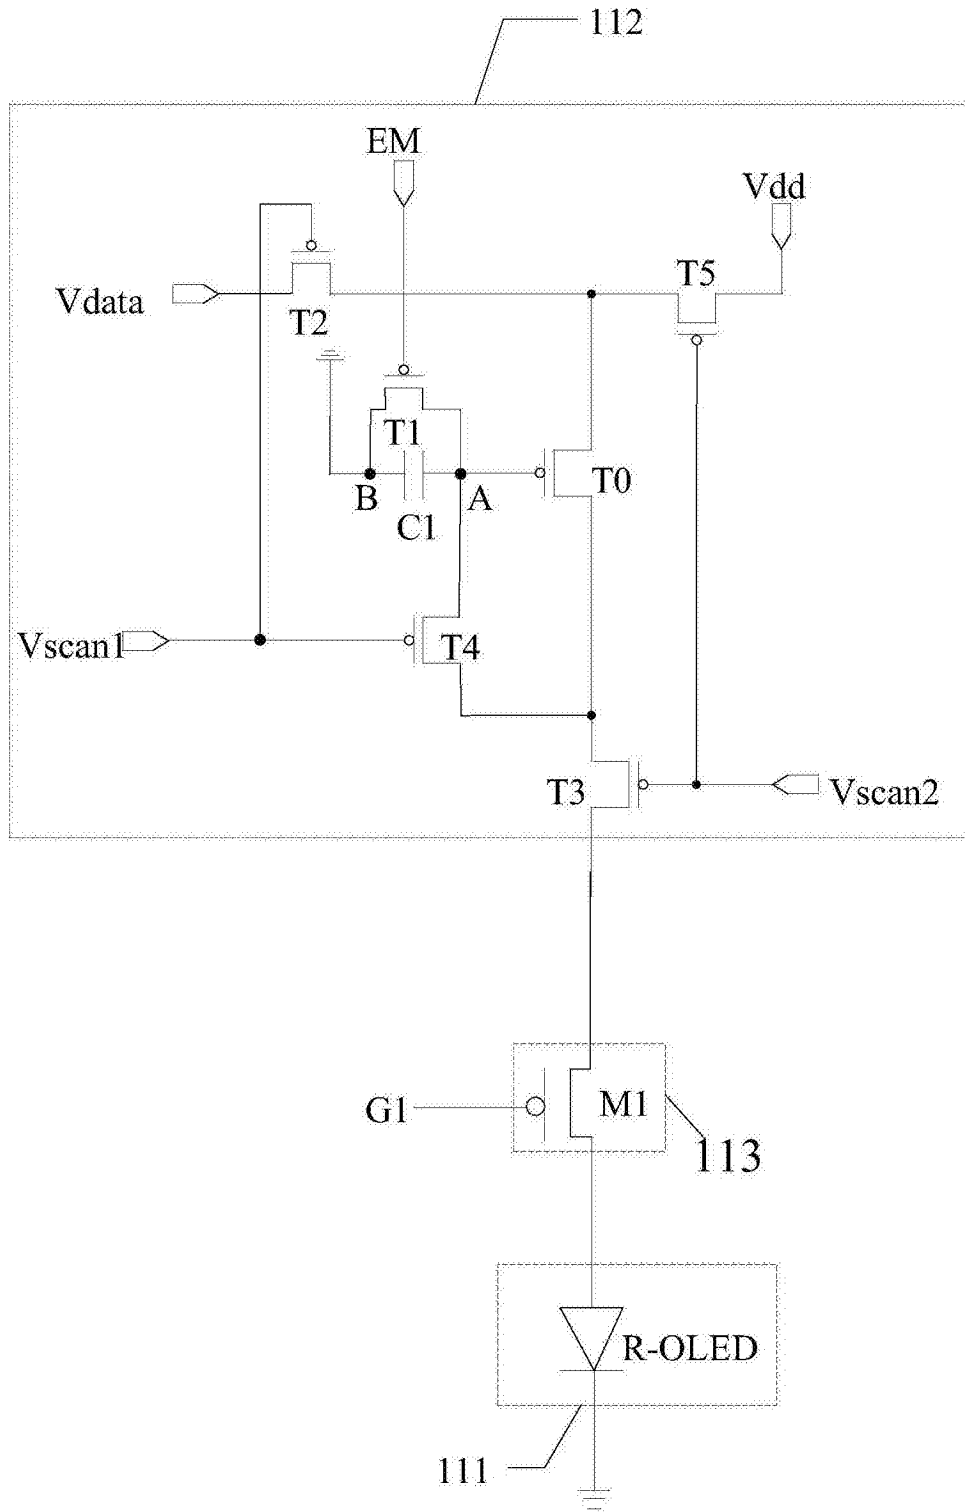 112
EM
Vdd
T5
Vdata
T2
T1
T0
B
A
C1
Vscan1
T4
T3
Vscan2
G1
M1
113
R-OLED
111